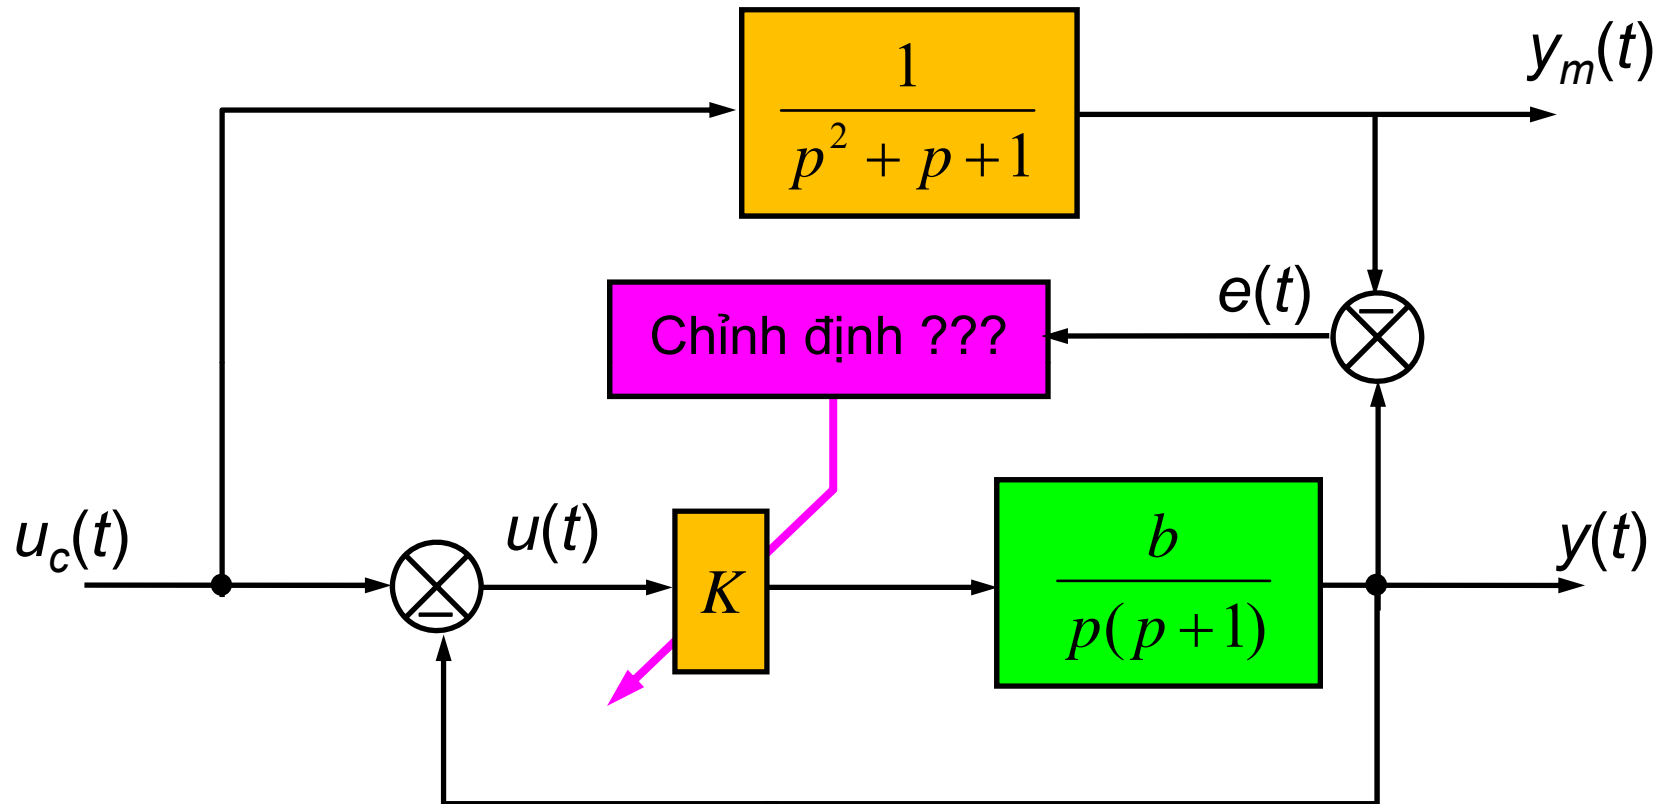 1
y_m(t)
p² + p + 1
e(t)
Chỉnh định ???
u_c(t)
u(t)
K
b
p(p + 1)
y(t)